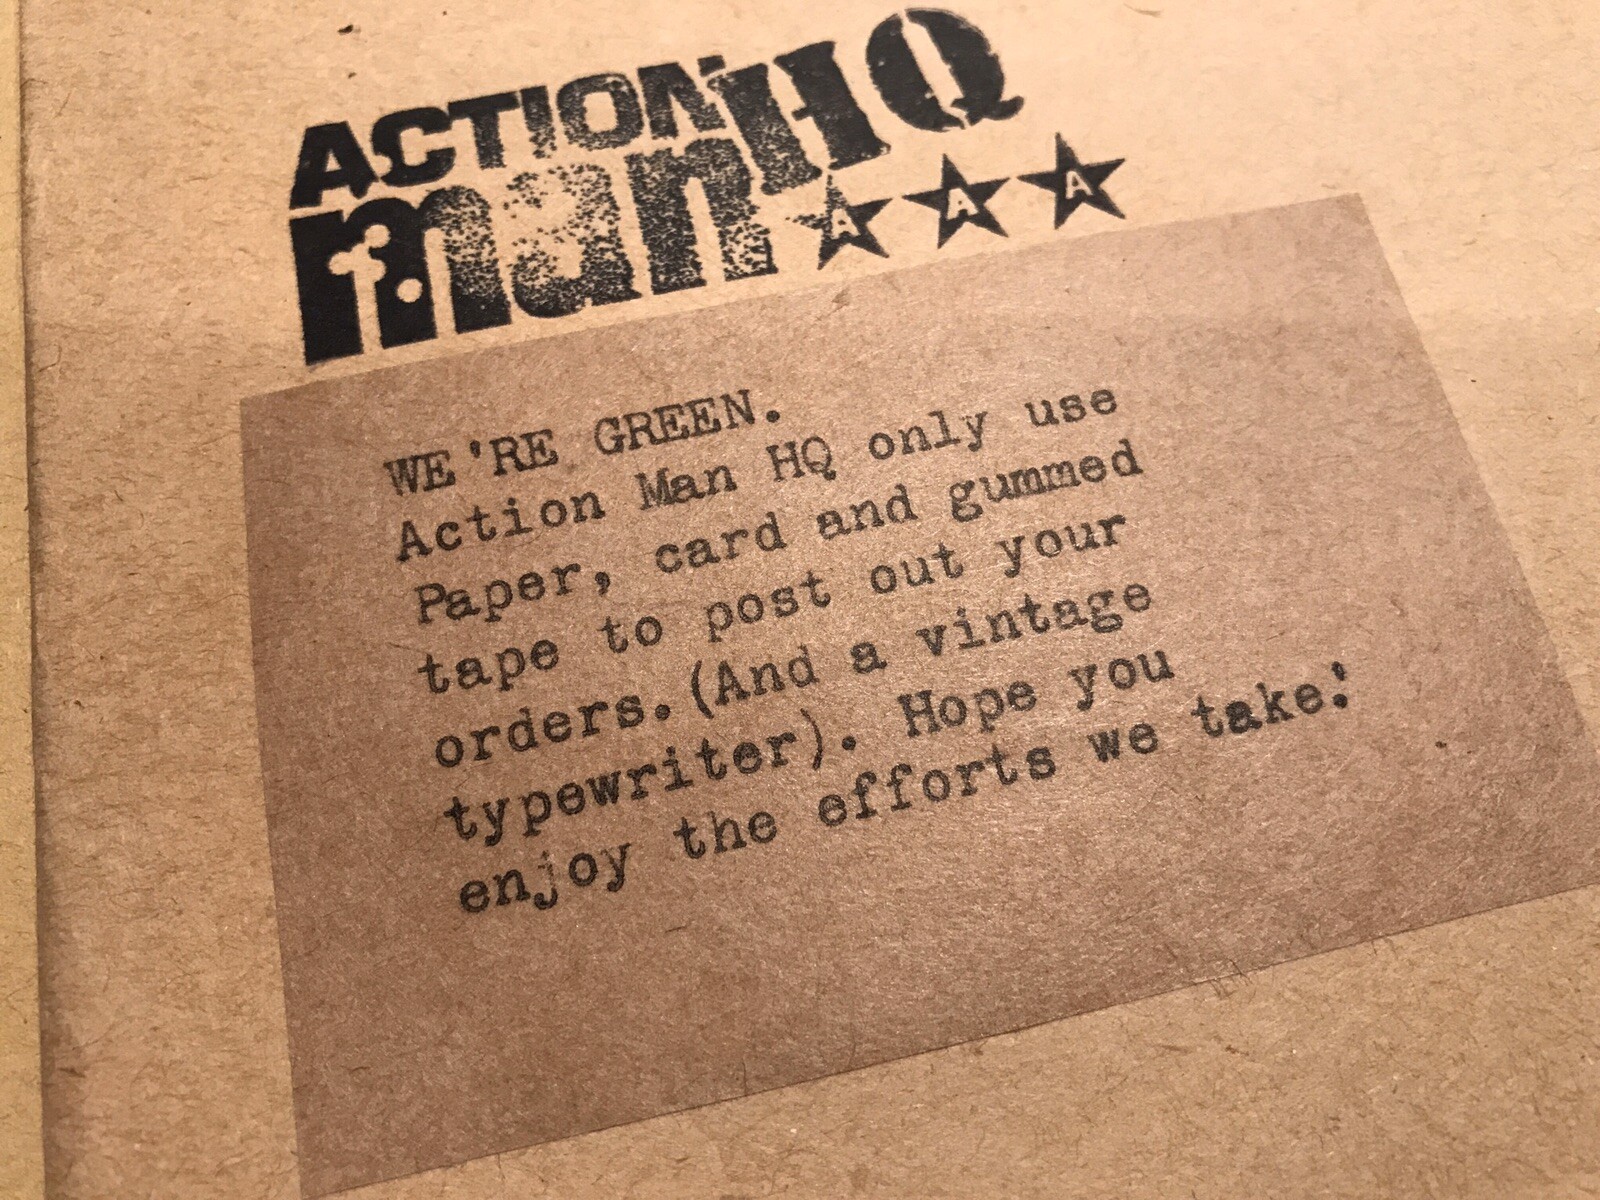 ACTION
man HQ
A A A
WE'RE GREEN.
Action Man HQ only use
Paper, card and gummed
tape to post out your
orders.(And a vintage
typewriter). Hope you
enjoy the efforts we take: